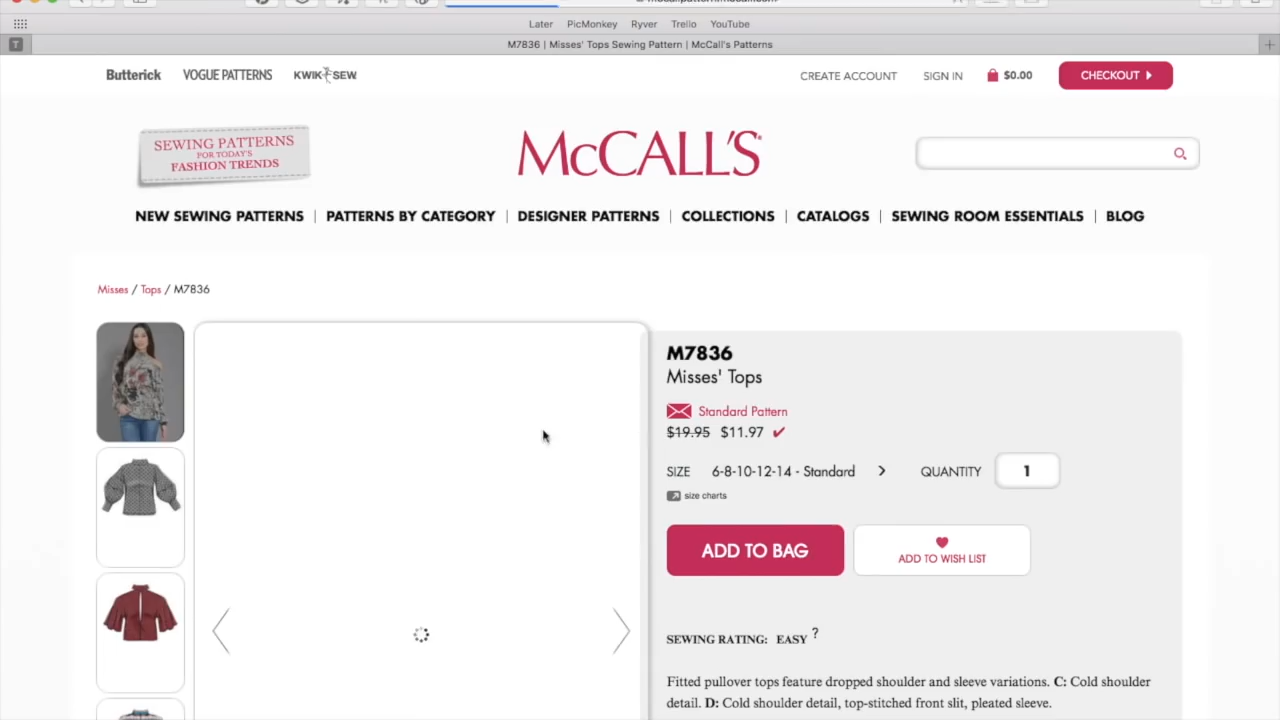 Later PicMonkey Ryver Trello YouTube
T M7836 | Misses' Tops Sewing Pattern | McCall's Patterns
Butterick VOGUE PATTERNS KWIK SEW CREATE ACCOUNT SIGN IN $0.00 CHECKOUT
SEWING PATTERNS
FOR TODAY'S
FASHION TRENDS
McCALL'S
NEW SEWING PATTERNS | PATTERNS BY CATEGORY | DESIGNER PATTERNS | COLLECTIONS | CATALOGS | SEWING ROOM ESSENTIALS | BLOG
Misses / Tops / M7836
M7836
Misses' Tops
Standard Pattern
$19.95 $11.97
SIZE 6-8-10-12-14 - Standard QUANTITY 1
size charts
ADD TO BAG
ADD TO WISH LIST
SEWING RATING: EASY ?
Fitted pullover tops feature dropped shoulder and sleeve variations. C: Cold shoulder
detail. D: Cold shoulder detail, top-stitched front slit, pleated sleeve.